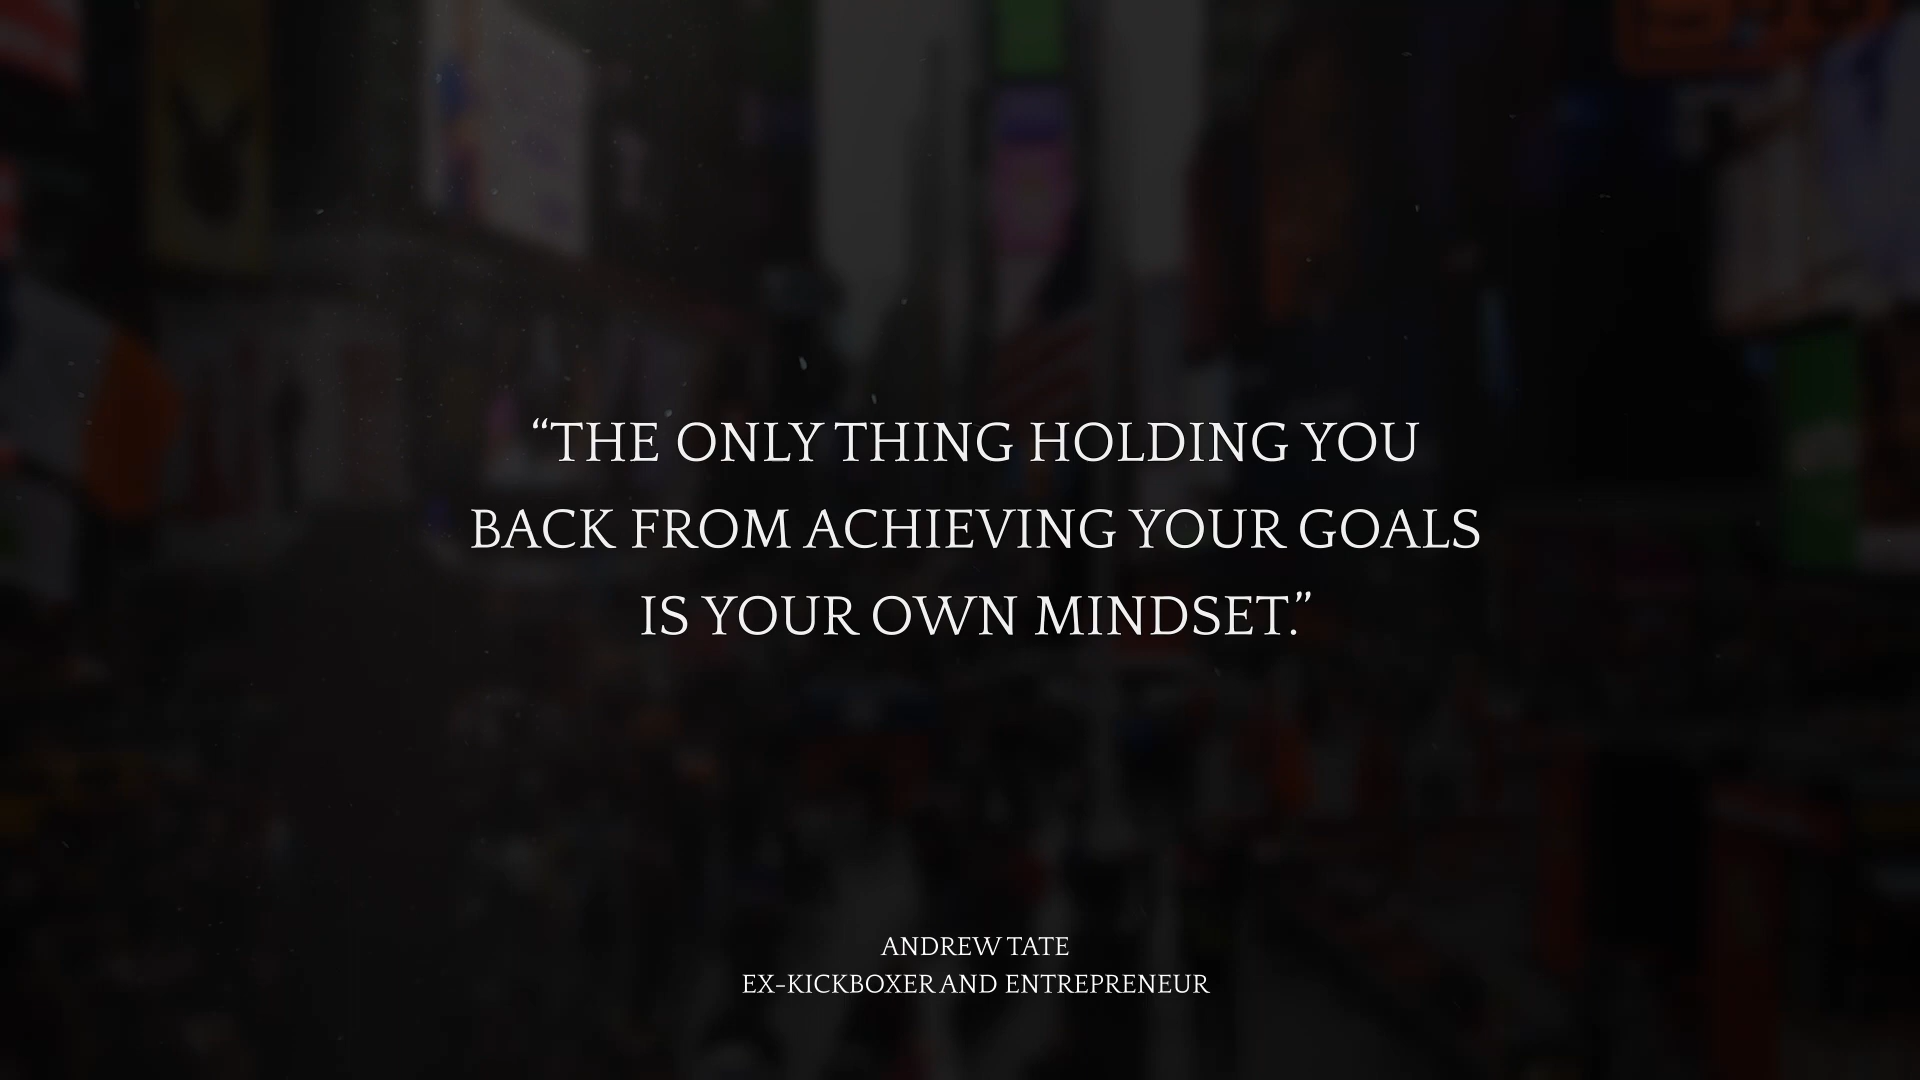 “THE ONLY THING HOLDING YOU
BACK FROM ACHIEVING YOUR GOALS
IS YOUR OWN MINDSET.”
ANDREW TATE
EX-KICKBOXER AND ENTREPRENEUR